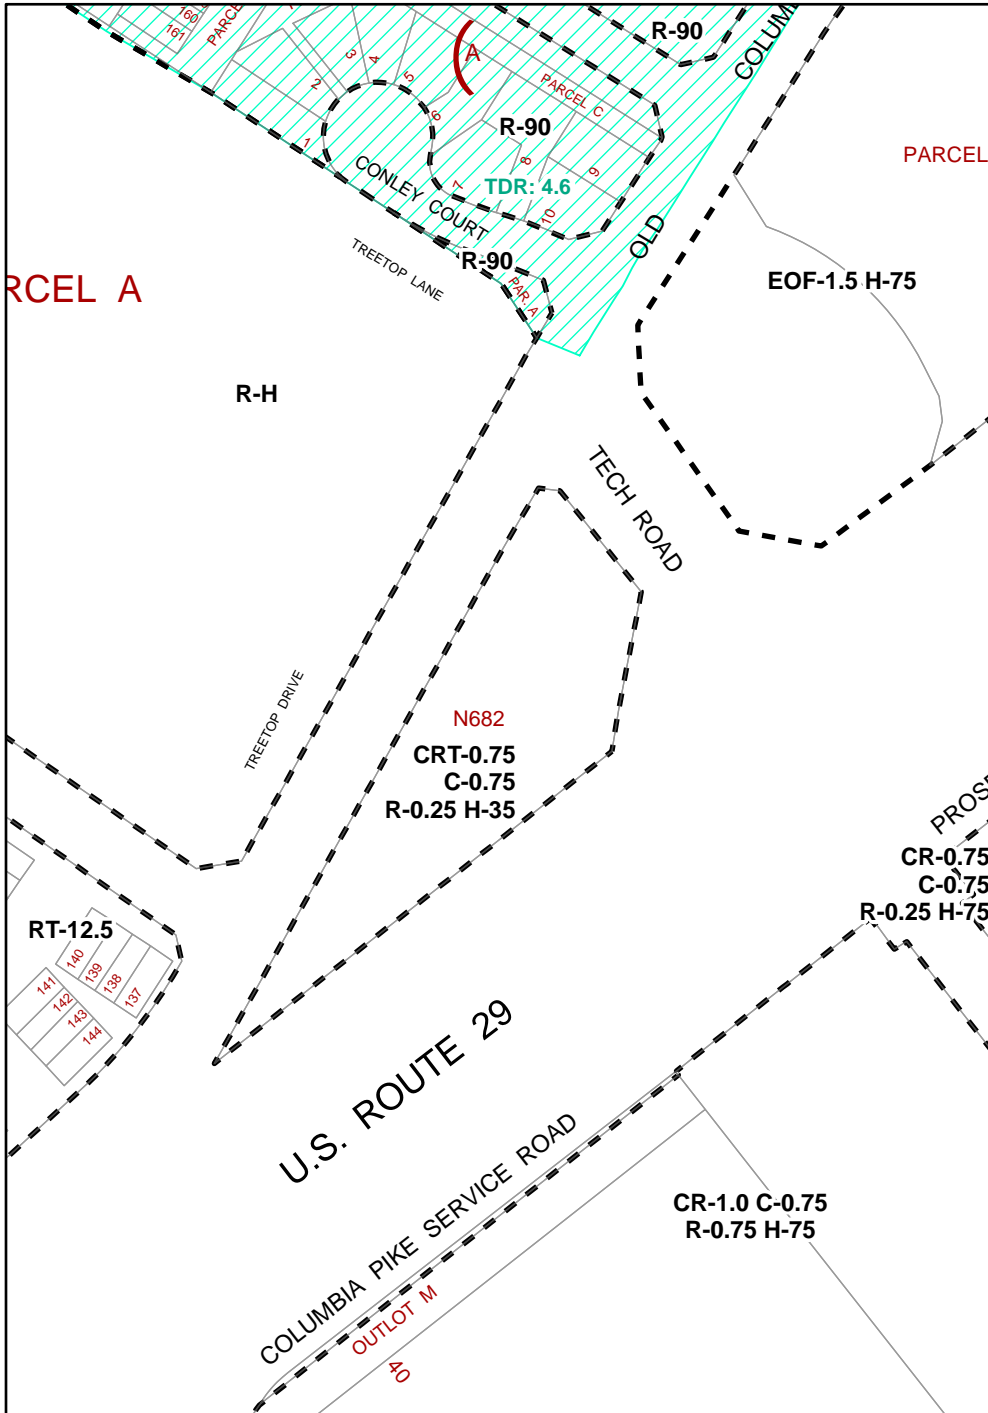 160
161
PARCEL
R-90
COLUM
3
4
5
A
2
PARCEL C
6
R-90
1
8
9
CONLEY COURT
7
TDR: 4.6
10
PARCEL
OLD
TREETOP LANE
R-90
PAR. A
RCEL A
EOF-1.5 H-75
R-H
TECH ROAD
TREETOP DRIVE
N682
CRT-0.75
C-0.75
R-0.25 H-35
PROSE
CR-0.75
C-0.75
R-0.25 H-75
RT-12.5
140
139
138
137
141
142
143
144
U.S. ROUTE 29
COLUMBIA PIKE SERVICE ROAD
CR-1.0 C-0.75
R-0.75 H-75
OUTLOT M
40